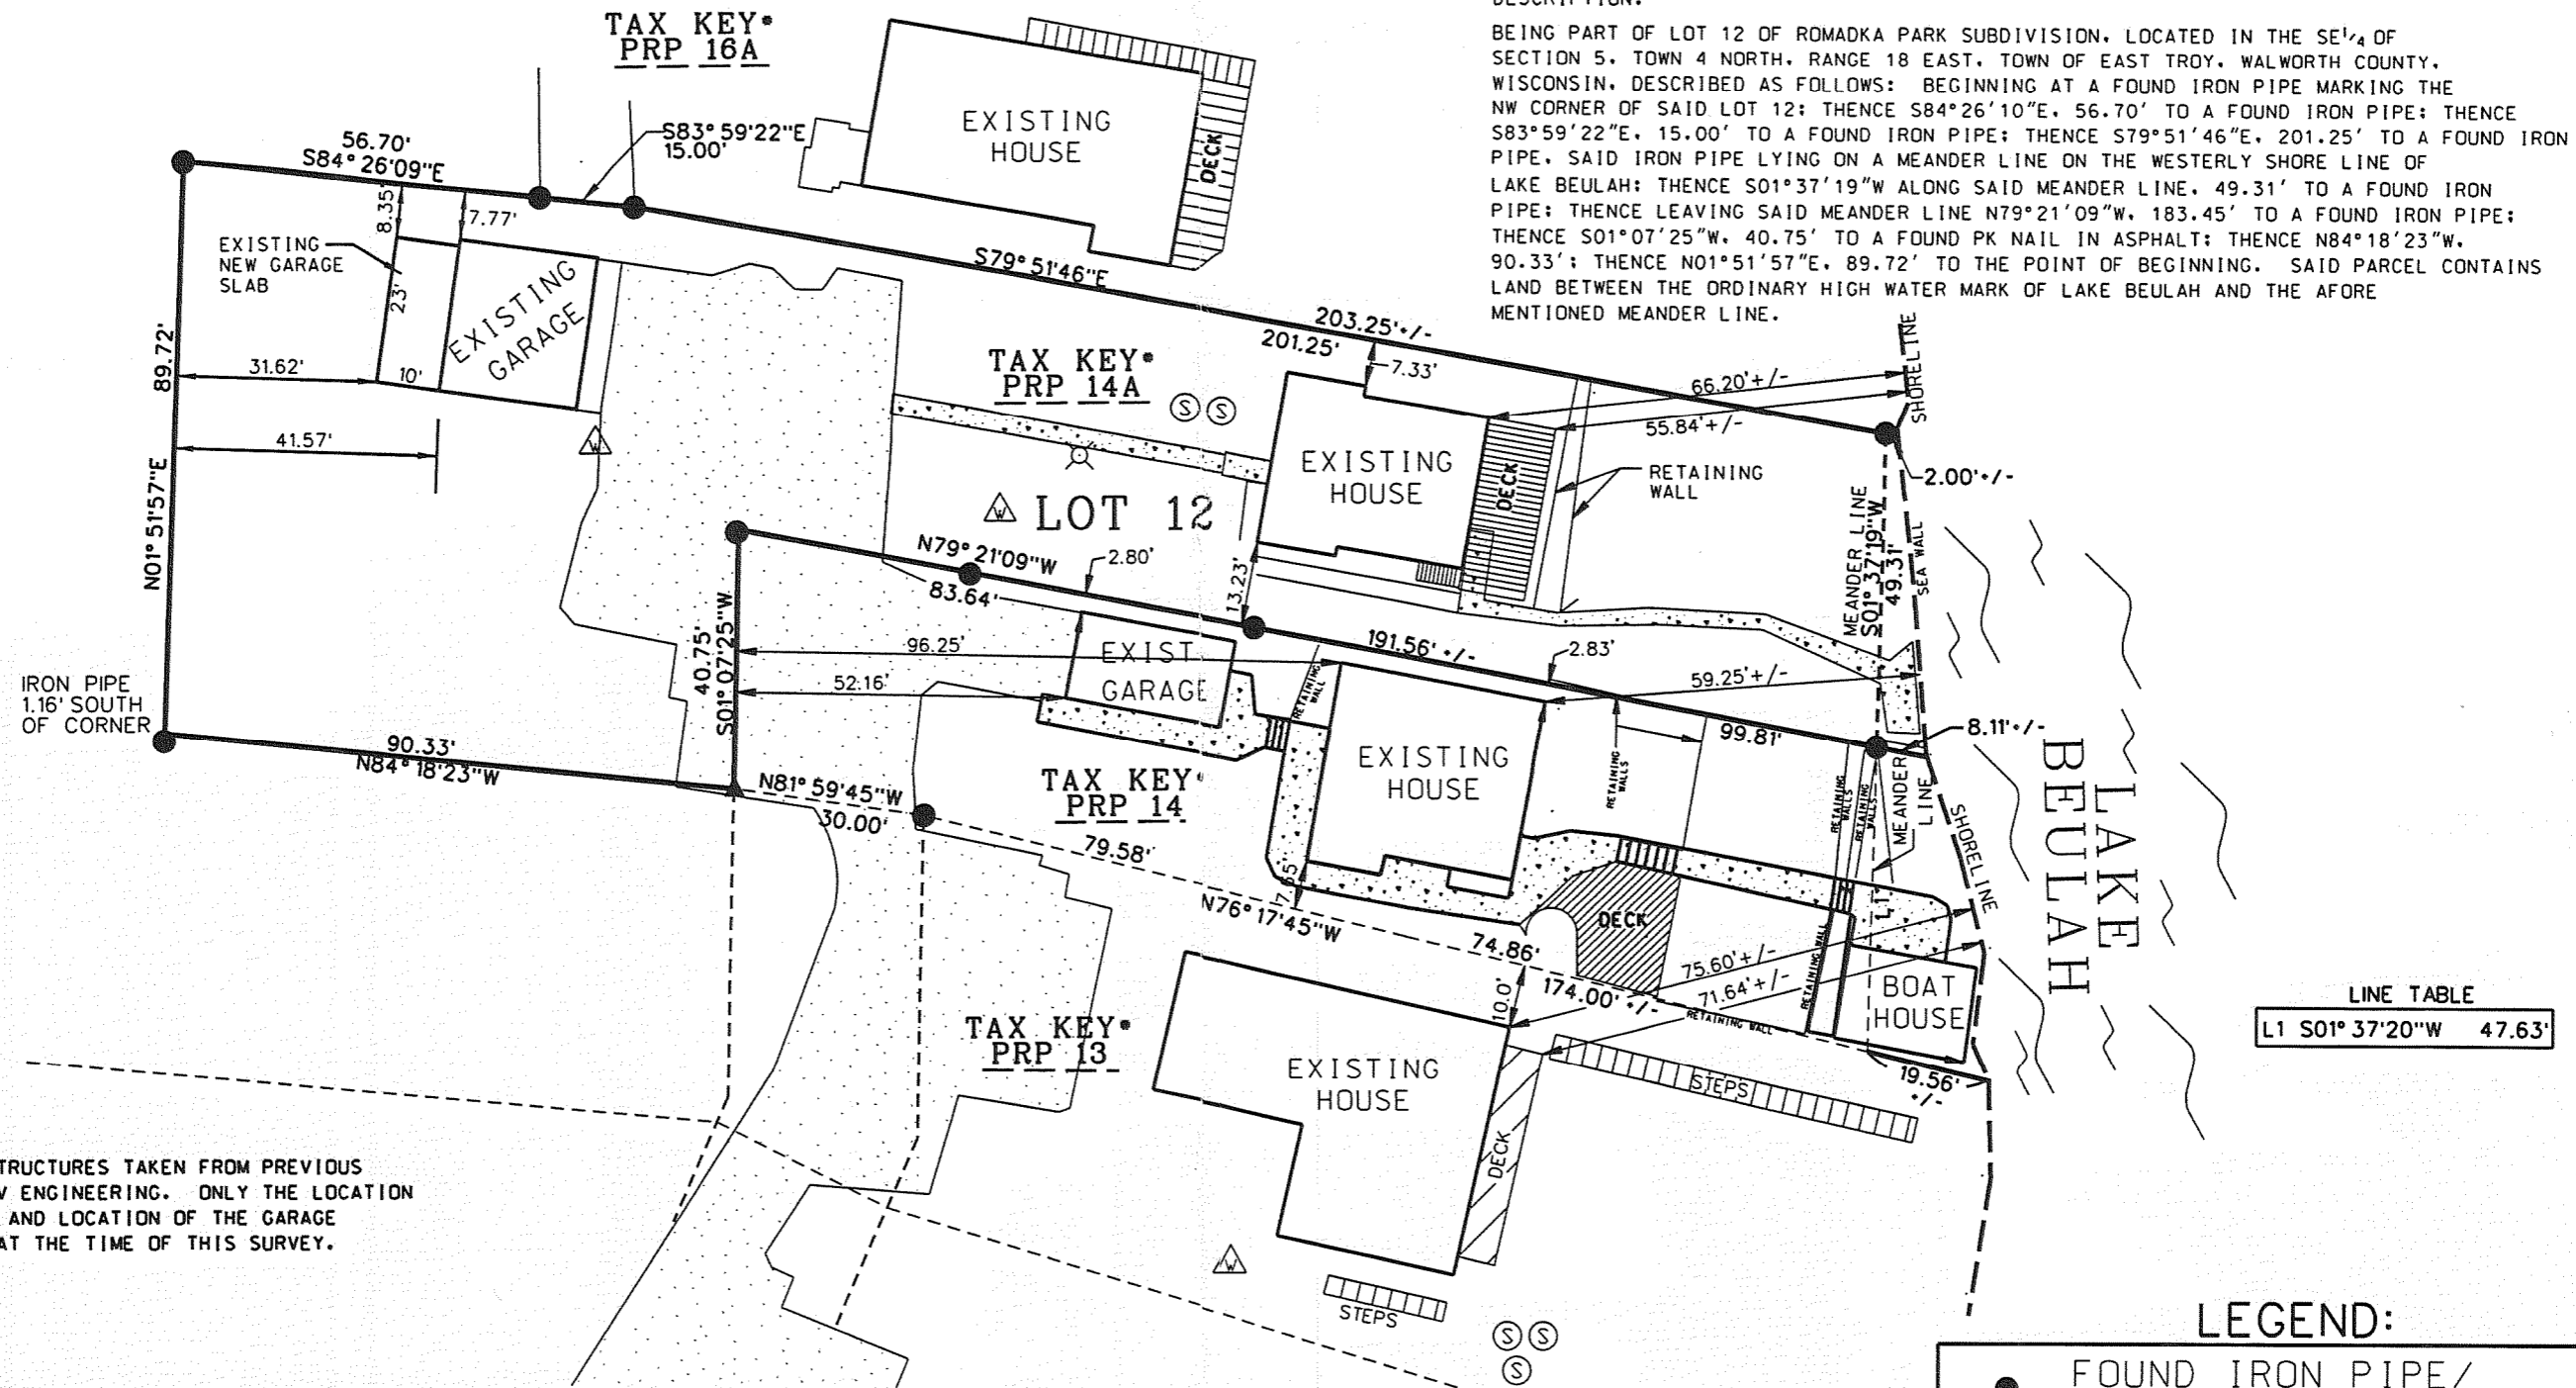 TAX KEY•
PRP 16A
BEING PART OF LOT 12 OF ROMADKA PARK SUBDIVISION, LOCATED IN THE SE1/4 OF
SECTION 5, TOWN 4 NORTH, RANGE 18 EAST, TOWN OF EAST TROY, WALWORTH COUNTY,
WISCONSIN, DESCRIBED AS FOLLOWS: BEGINNING AT A FOUND IRON PIPE MARKING THE
NW CORNER OF SAID LOT 12; THENCE S84°26'10"E, 56.70' TO A FOUND IRON PIPE; THENCE
S83°59'22"E, 15.00' TO A FOUND IRON PIPE; THENCE S79°51'46"E, 201.25' TO A FOUND IRON
PIPE, SAID IRON PIPE LYING ON A MEANDER LINE ON THE WESTERLY SHORE LINE OF
LAKE BEULAH; THENCE S01°37'19"W ALONG SAID MEANDER LINE, 49.31' TO A FOUND IRON
PIPE; THENCE LEAVING SAID MEANDER LINE N79°21'09"W, 183.45' TO A FOUND IRON PIPE;
THENCE S01°07'25"W, 40.75' TO A FOUND PK NAIL IN ASPHALT; THENCE N84°18'23"W,
90.33'; THENCE N01°51'57"E, 89.72' TO THE POINT OF BEGINNING. SAID PARCEL CONTAINS
LAND BETWEEN THE ORDINARY HIGH WATER MARK OF LAKE BEULAH AND THE AFORE
MENTIONED MEANDER LINE.
EXISTING
HOUSE
DECK
56.70'
S84°26'09"E
S83°59'22"E
15.00'
8.35'
7.77'
EXISTING
NEW GARAGE
SLAB
23'
EXISTING
GARAGE
10'
31.62'
41.57'
89.72'
N01°51'57"E
S79°51'46"E
203.25'+/-
201.25'
7.33'
66.20'+/-
55.84'+/-
SHORELINE
TAX KEY•
PRP 14A
S S
EXISTING
HOUSE
DECK
RETAINING
WALL
2.00'+/-
W
W
LOT 12
MEANDER LINE
S01°37'19"W
49.31'
SEA WALL
N79°21'09"W
2.80'
83.64'
13.23'
40.75'
S01°07'25"W
96.25'
52.16'
EXIST
GARAGE
RETAINING
WALL
191.56' +/-
2.83'
59.25'+/-
99.81'
8.11'+/-
IRON PIPE
1.16' SOUTH
OF CORNER
90.33'
N84°18'23"W
N81°59'45"W
30.00'
79.58'
TAX KEY•
PRP 14
EXISTING
HOUSE
RETAINING
WALLS
RETAINING
WALLS
RETAINING
WALLS
MEANDER
LINE
SHORELINE
LAKE
BEULAH
7.65'
N76°17'45"W
74.86'
DECK
L1
75.60'+/-
71.64'+/-
174.00' +/-
10.0'
RETAINING WALL
RETAINING WALL
BOAT
HOUSE
19.56'
+/-
LINE TABLE
L1 S01°37'20"W 47.63'
TAX KEY•
PRP 13
EXISTING
HOUSE
DECK
STEPS
STEPS
W
S S
S
TRUCTURES TAKEN FROM PREVIOUS
ENGINEERING. ONLY THE LOCATION
AND LOCATION OF THE GARAGE
AT THE TIME OF THIS SURVEY.
LEGEND:
FOUND IRON PIPE/